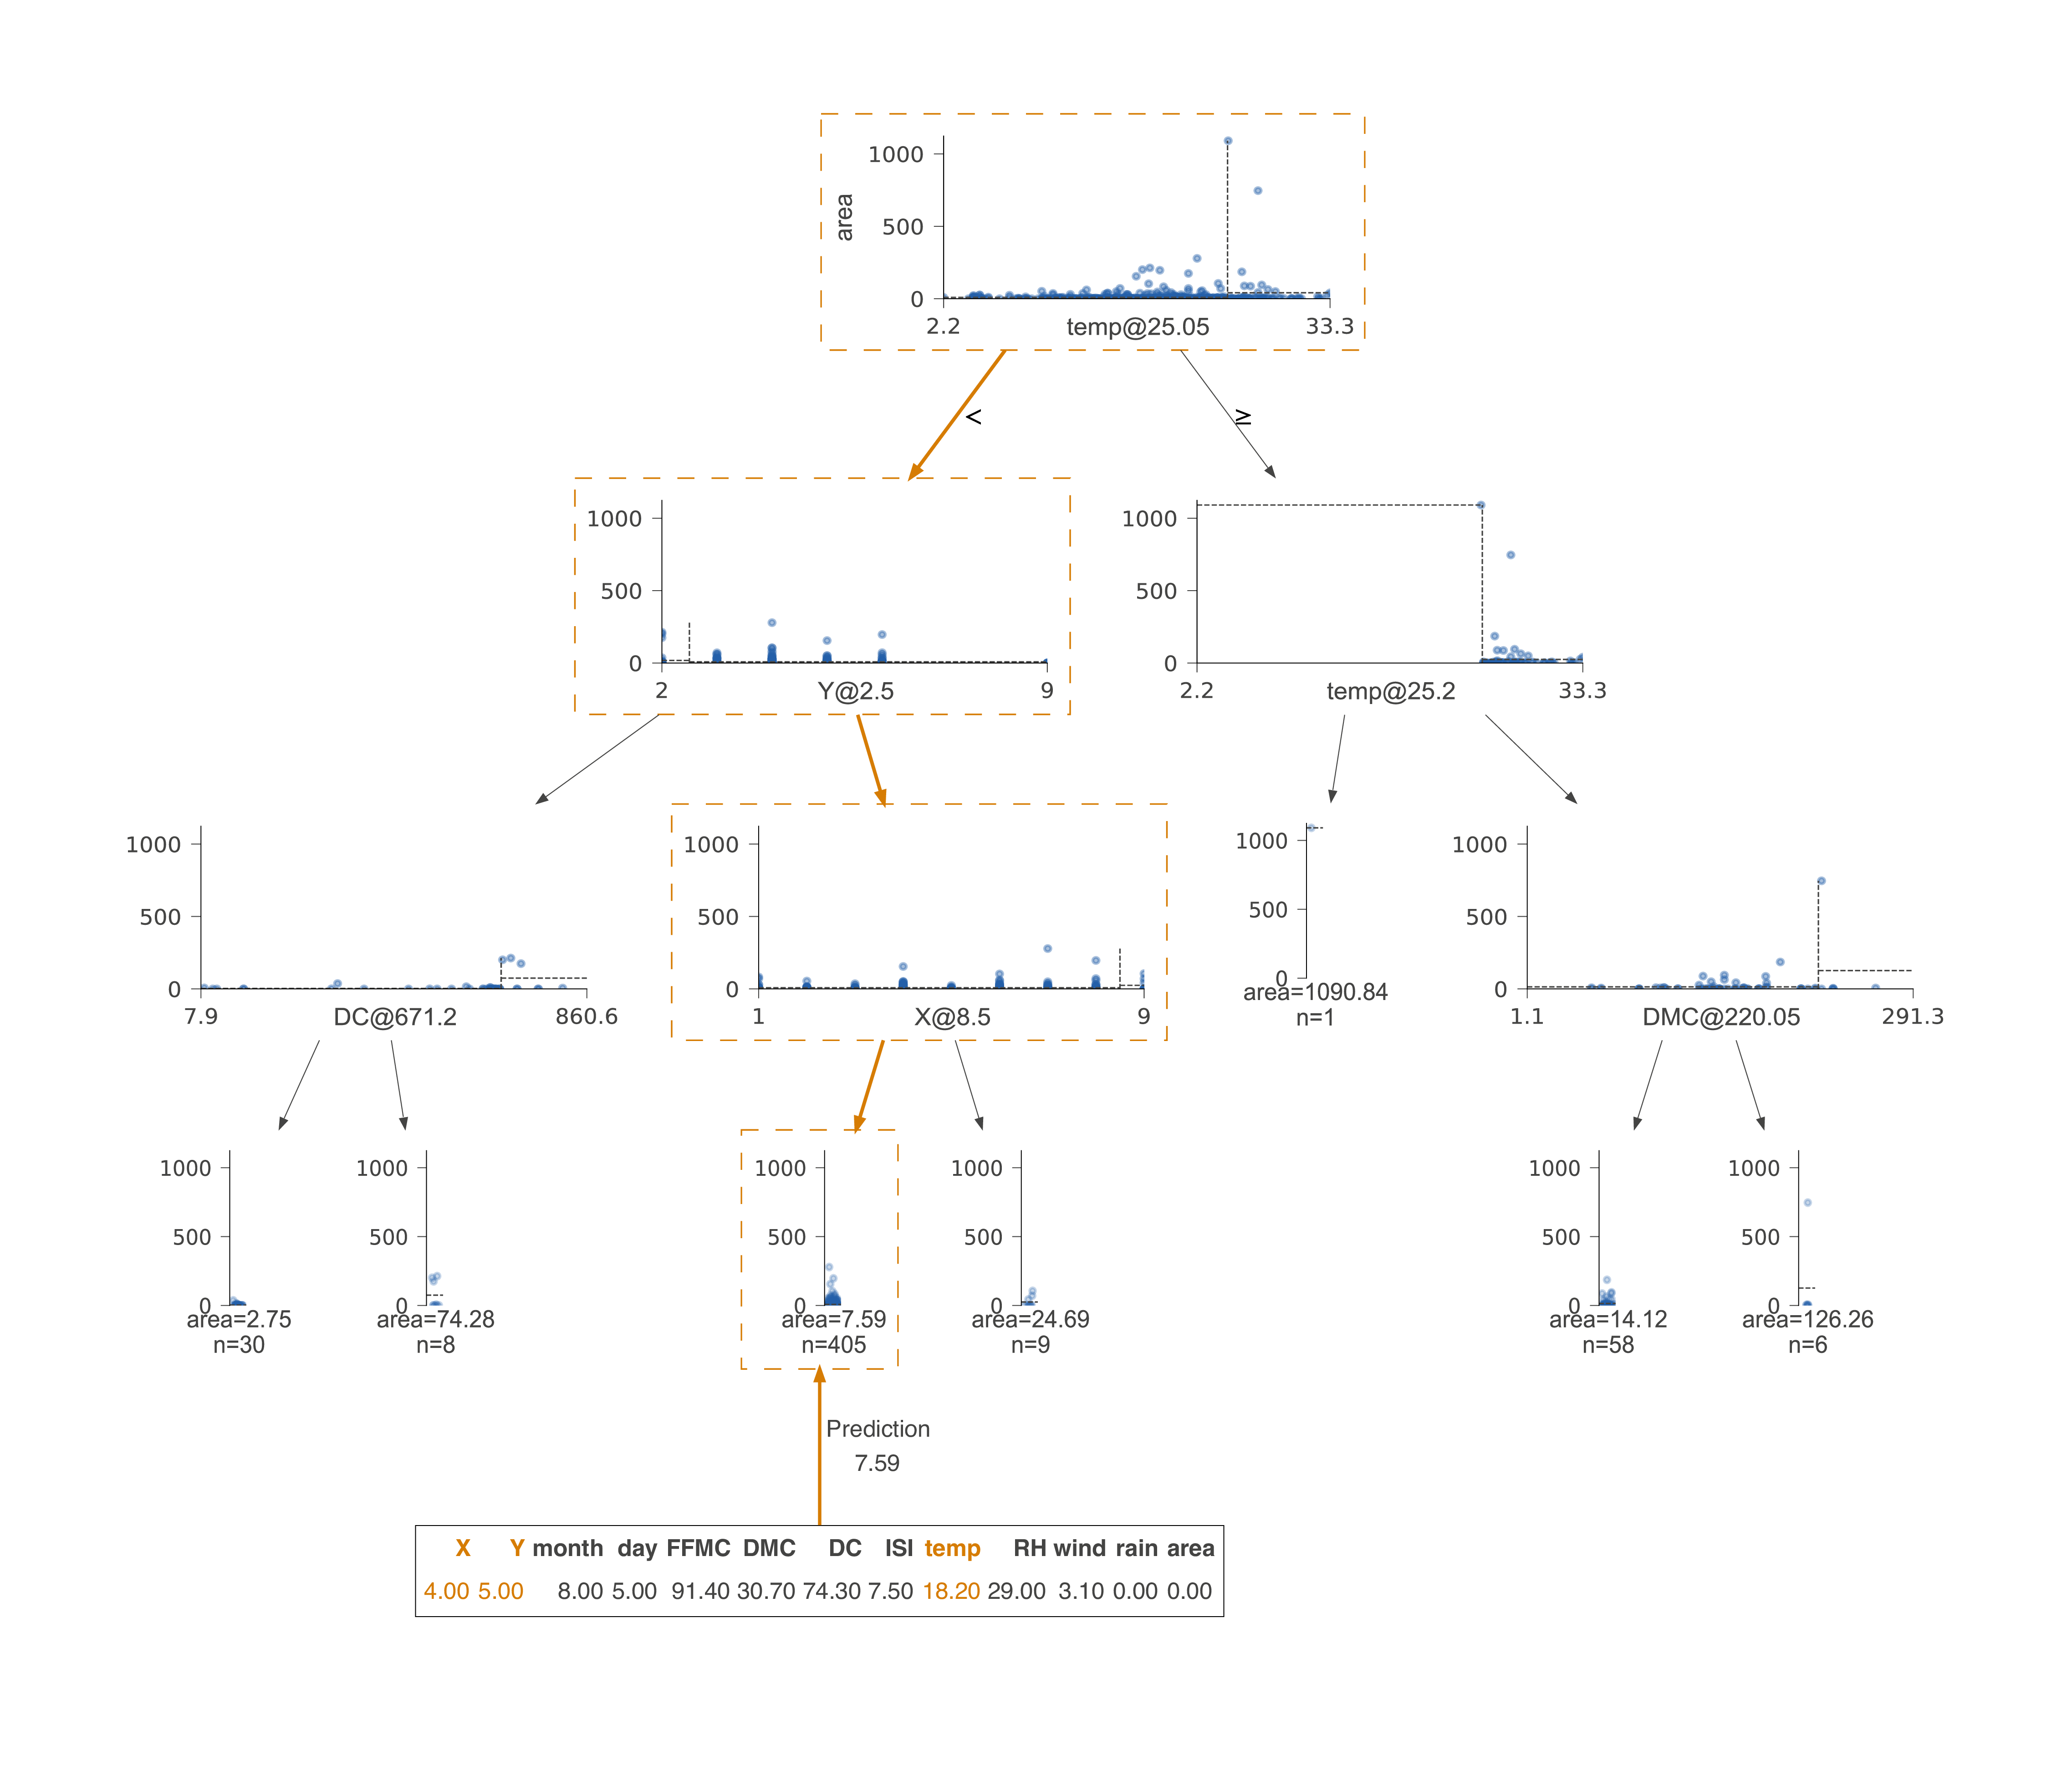 1000
area
500
0
2.2 temp@25.05 33.3
< ≥
1000
500
0
2 Y@2.5 9
1000
500
0
2.2 temp@25.2 33.3
1000
500
0
7.9 DC@671.2 860.6
1000
500
0
1 X@8.5 9
1000
500
0
area=1090.84
n=1
1000
500
0
1.1 DMC@220.05 291.3
1000
500
0
area=2.75
n=30
1000
500
0
area=74.28
n=8
1000
500
0
area=7.59
n=405
1000
500
0
area=24.69
n=9
1000
500
0
area=14.12
n=58
1000
500
0
area=126.26
n=6
Prediction
7.59
X Y month day FFMC DMC DC ISI temp RH wind rain area
4.00 5.00 8.00 5.00 91.40 30.70 74.30 7.50 18.20 29.00 3.10 0.00 0.00